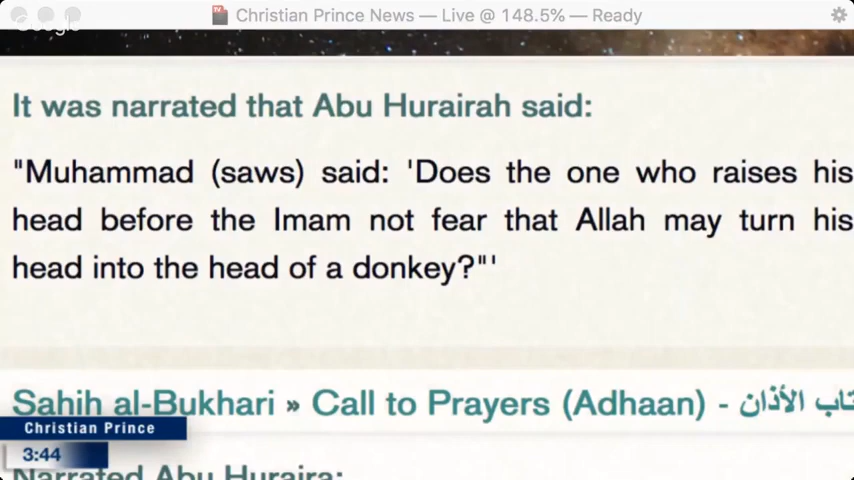 Christian Prince News — Live @ 148.5% — Ready
Google
It was narrated that Abu Hurairah said:
"Muhammad (saws) said: 'Does the one who raises his
head before the Imam not fear that Allah may turn his
head into the head of a donkey?"'
Sahih al-Bukhari » Call to Prayers (Adhaan) - كتاب الأذان
Christian Prince
3:44
Narrated Abu Huraira: